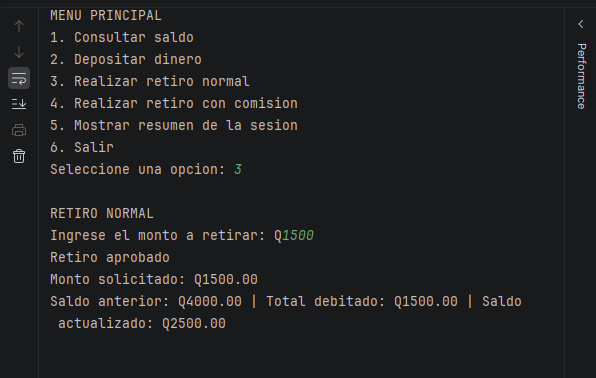 MENU PRINCIPAL
1. Consultar saldo
2. Depositar dinero
3. Realizar retiro normal
4. Realizar retiro con comision
5. Mostrar resumen de la sesion
6. Salir
Seleccione una opcion: 3
RETIRO NORMAL
Ingrese el monto a retirar: Q1500
Retiro aprobado
Monto solicitado: Q1500.00
Saldo anterior: Q4000.00 | Total debitado: Q1500.00 | Saldo
actualizado: Q2500.00
Performance